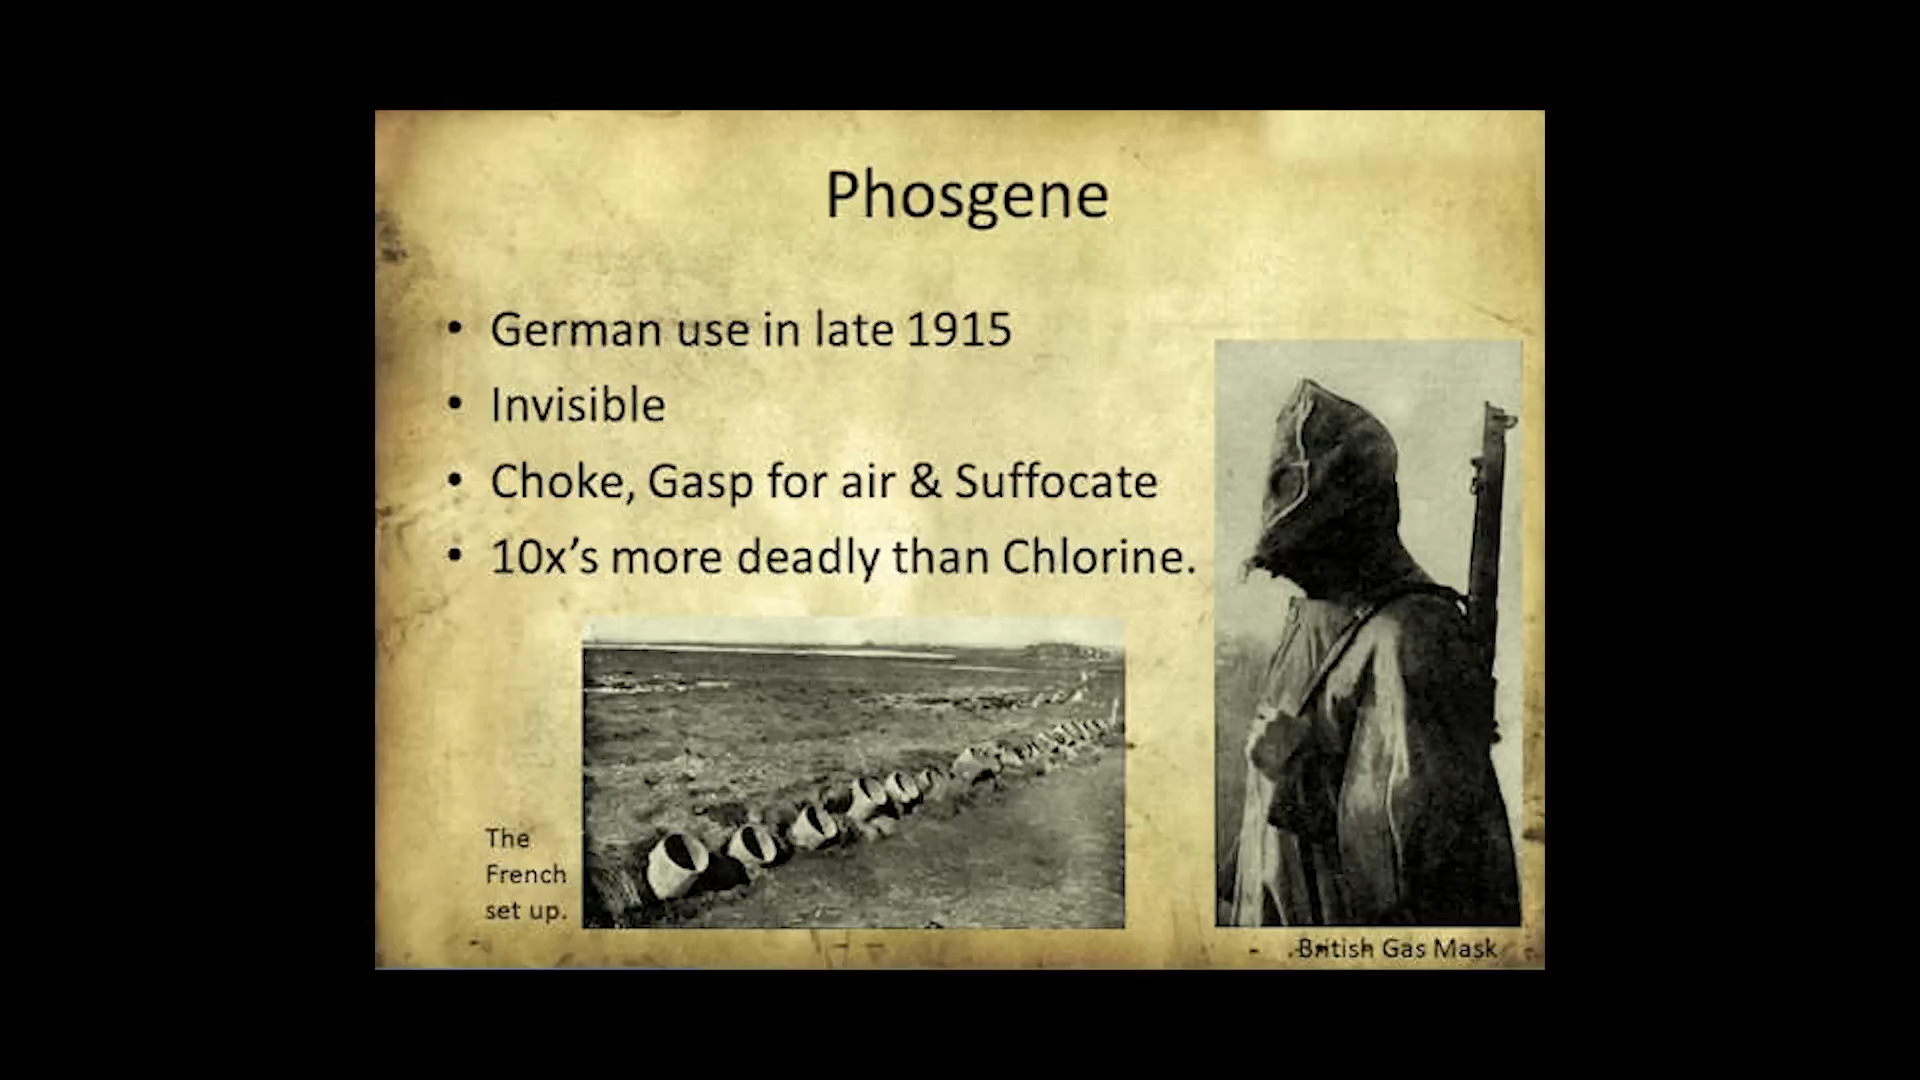 Phosgene
• German use in late 1915
• Invisible
• Choke, Gasp for air & Suffocate
• 10x’s more deadly than Chlorine.
The
French
set up.
British Gas Mask